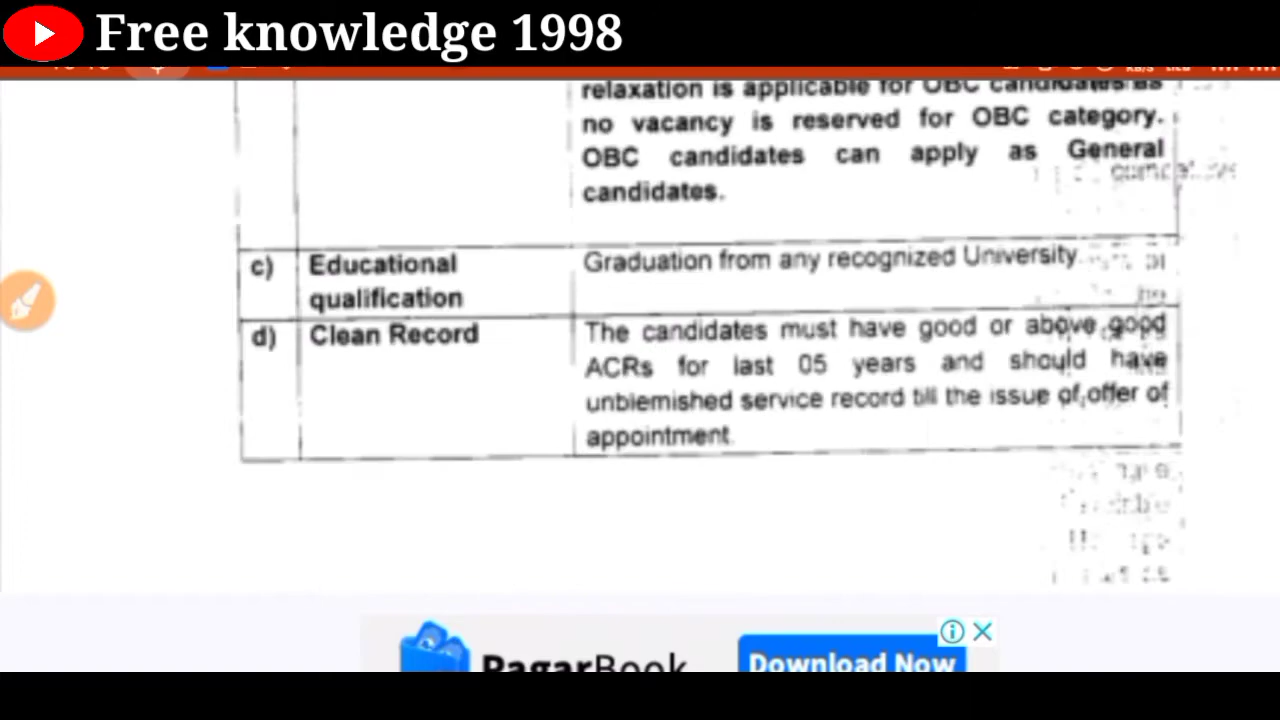 Free knowledge 1998
relaxation is applicable for OBC candidates as
no vacancy is reserved for OBC category.
OBC candidates can apply as General
candidates.
c) Educational qualification
Graduation from any recognized University.
d) Clean Record
The candidates must have good or above good
ACRs for last 05 years and should have
unblemished service record till the issue of offer of
appointment.
PagarBook
Download Now